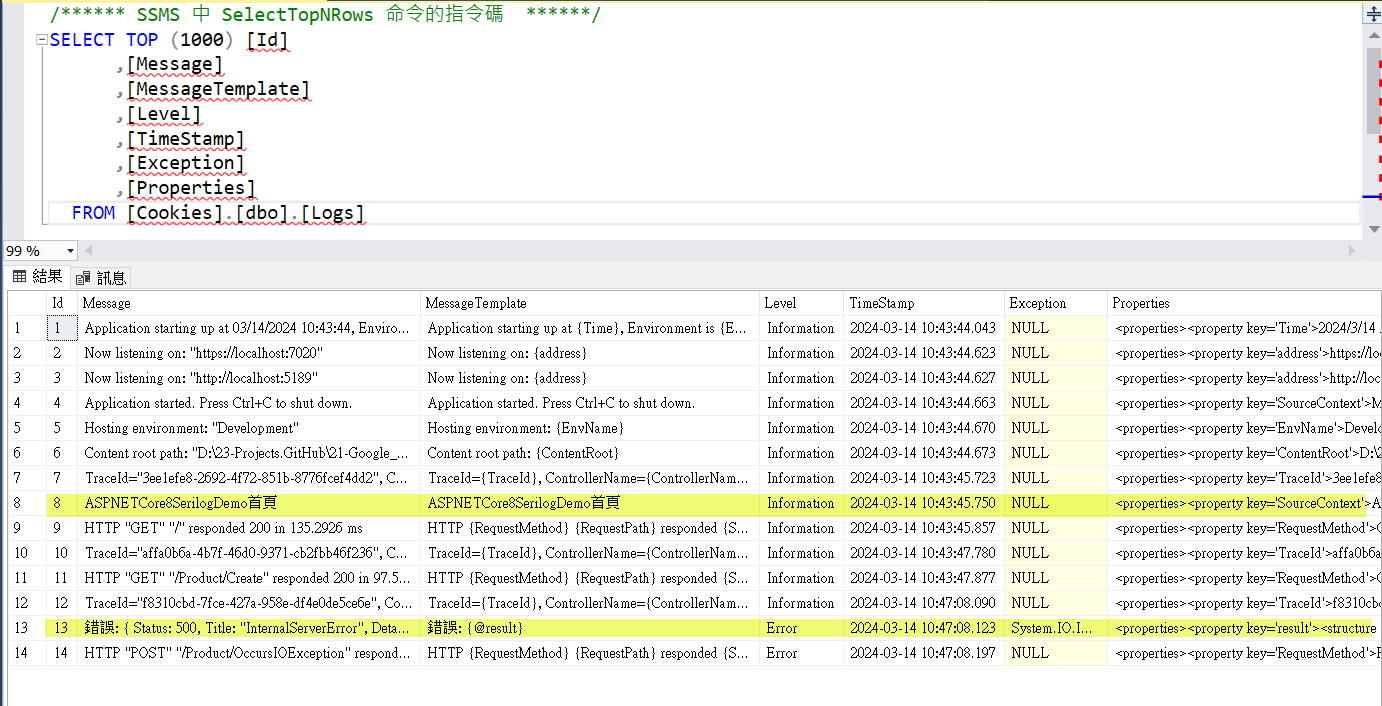 /****** SSMS 中 SelectTopNRows 命令的指令碼  ******/
SELECT TOP (1000) [Id]
,[Message]
,[MessageTemplate]
,[Level]
,[TimeStamp]
,[Exception]
,[Properties]
FROM [Cookies].[dbo].[Logs]
99 %
結果 訊息
Id Message MessageTemplate Level TimeStamp Exception Properties
1 1 Application starting up at 03/14/2024 10:43:44, Enviro... Application starting up at {Time}, Environment is {E... Information 2024-03-14 10:43:44.043 NULL <properties><property key='Time'>2024/3/14
2 2 Now listening on: "https://localhost:7020" Now listening on: {address} Information 2024-03-14 10:43:44.623 NULL <properties><property key='address'>https://lo
3 3 Now listening on: "http://localhost:5189" Now listening on: {address} Information 2024-03-14 10:43:44.627 NULL <properties><property key='address'>http://loc
4 4 Application started. Press Ctrl+C to shut down. Application started. Press Ctrl+C to shut down. Information 2024-03-14 10:43:44.663 NULL <properties><property key='SourceContext'>M
5 5 Hosting environment: "Development" Hosting environment: {EnvName} Information 2024-03-14 10:43:44.670 NULL <properties><property key='EnvName'>Develo
6 6 Content root path: "D:\23-Projects.GitHub\21-Google_... Content root path: {ContentRoot} Information 2024-03-14 10:43:44.673 NULL <properties><property key='ContentRoot'>D:\2
7 7 TraceId="3ee1efe8-2692-4f72-851b-8776fcef4dd2", C... TraceId={TraceId}, ControllerName={ControllerNam... Information 2024-03-14 10:43:45.723 NULL <properties><property key='TraceId'>3ee1efe8
8 8 ASPNETCore8SerilogDemo首頁 ASPNETCore8SerilogDemo首頁 Information 2024-03-14 10:43:45.750 NULL <properties><property key='SourceContext'>A
9 9 HTTP "GET" "/" responded 200 in 135.2926 ms HTTP {RequestMethod} {RequestPath} responded {S... Information 2024-03-14 10:43:45.857 NULL <properties><property key='RequestMethod'>G
10 10 TraceId="affa0b6a-4b7f-46d0-9371-cb2fbb46f236", C... TraceId={TraceId}, ControllerName={ControllerNam... Information 2024-03-14 10:43:47.780 NULL <properties><property key='TraceId'>affa0b6a
11 11 HTTP "GET" "/Product/Create" responded 200 in 97.5... HTTP {RequestMethod} {RequestPath} responded {S... Information 2024-03-14 10:43:47.877 NULL <properties><property key='RequestMethod'>G
12 12 TraceId="f8310cbd-7fce-427a-958e-df4e0de5ce6e", Co... TraceId={TraceId}, ControllerName={ControllerNam... Information 2024-03-14 10:47:08.090 NULL <properties><property key='TraceId'>f8310cbd
13 13 錯誤: { Status: 500, Title: "InternalServerError", Deta... 錯誤: {@result} Error 2024-03-14 10:47:08.123 System.IO.I... <properties><property key='result'><structure
14 14 HTTP "POST" "/Product/OccursIOException" respond... HTTP {RequestMethod} {RequestPath} responded {S... Error 2024-03-14 10:47:08.197 NULL <properties><property key='RequestMethod'>